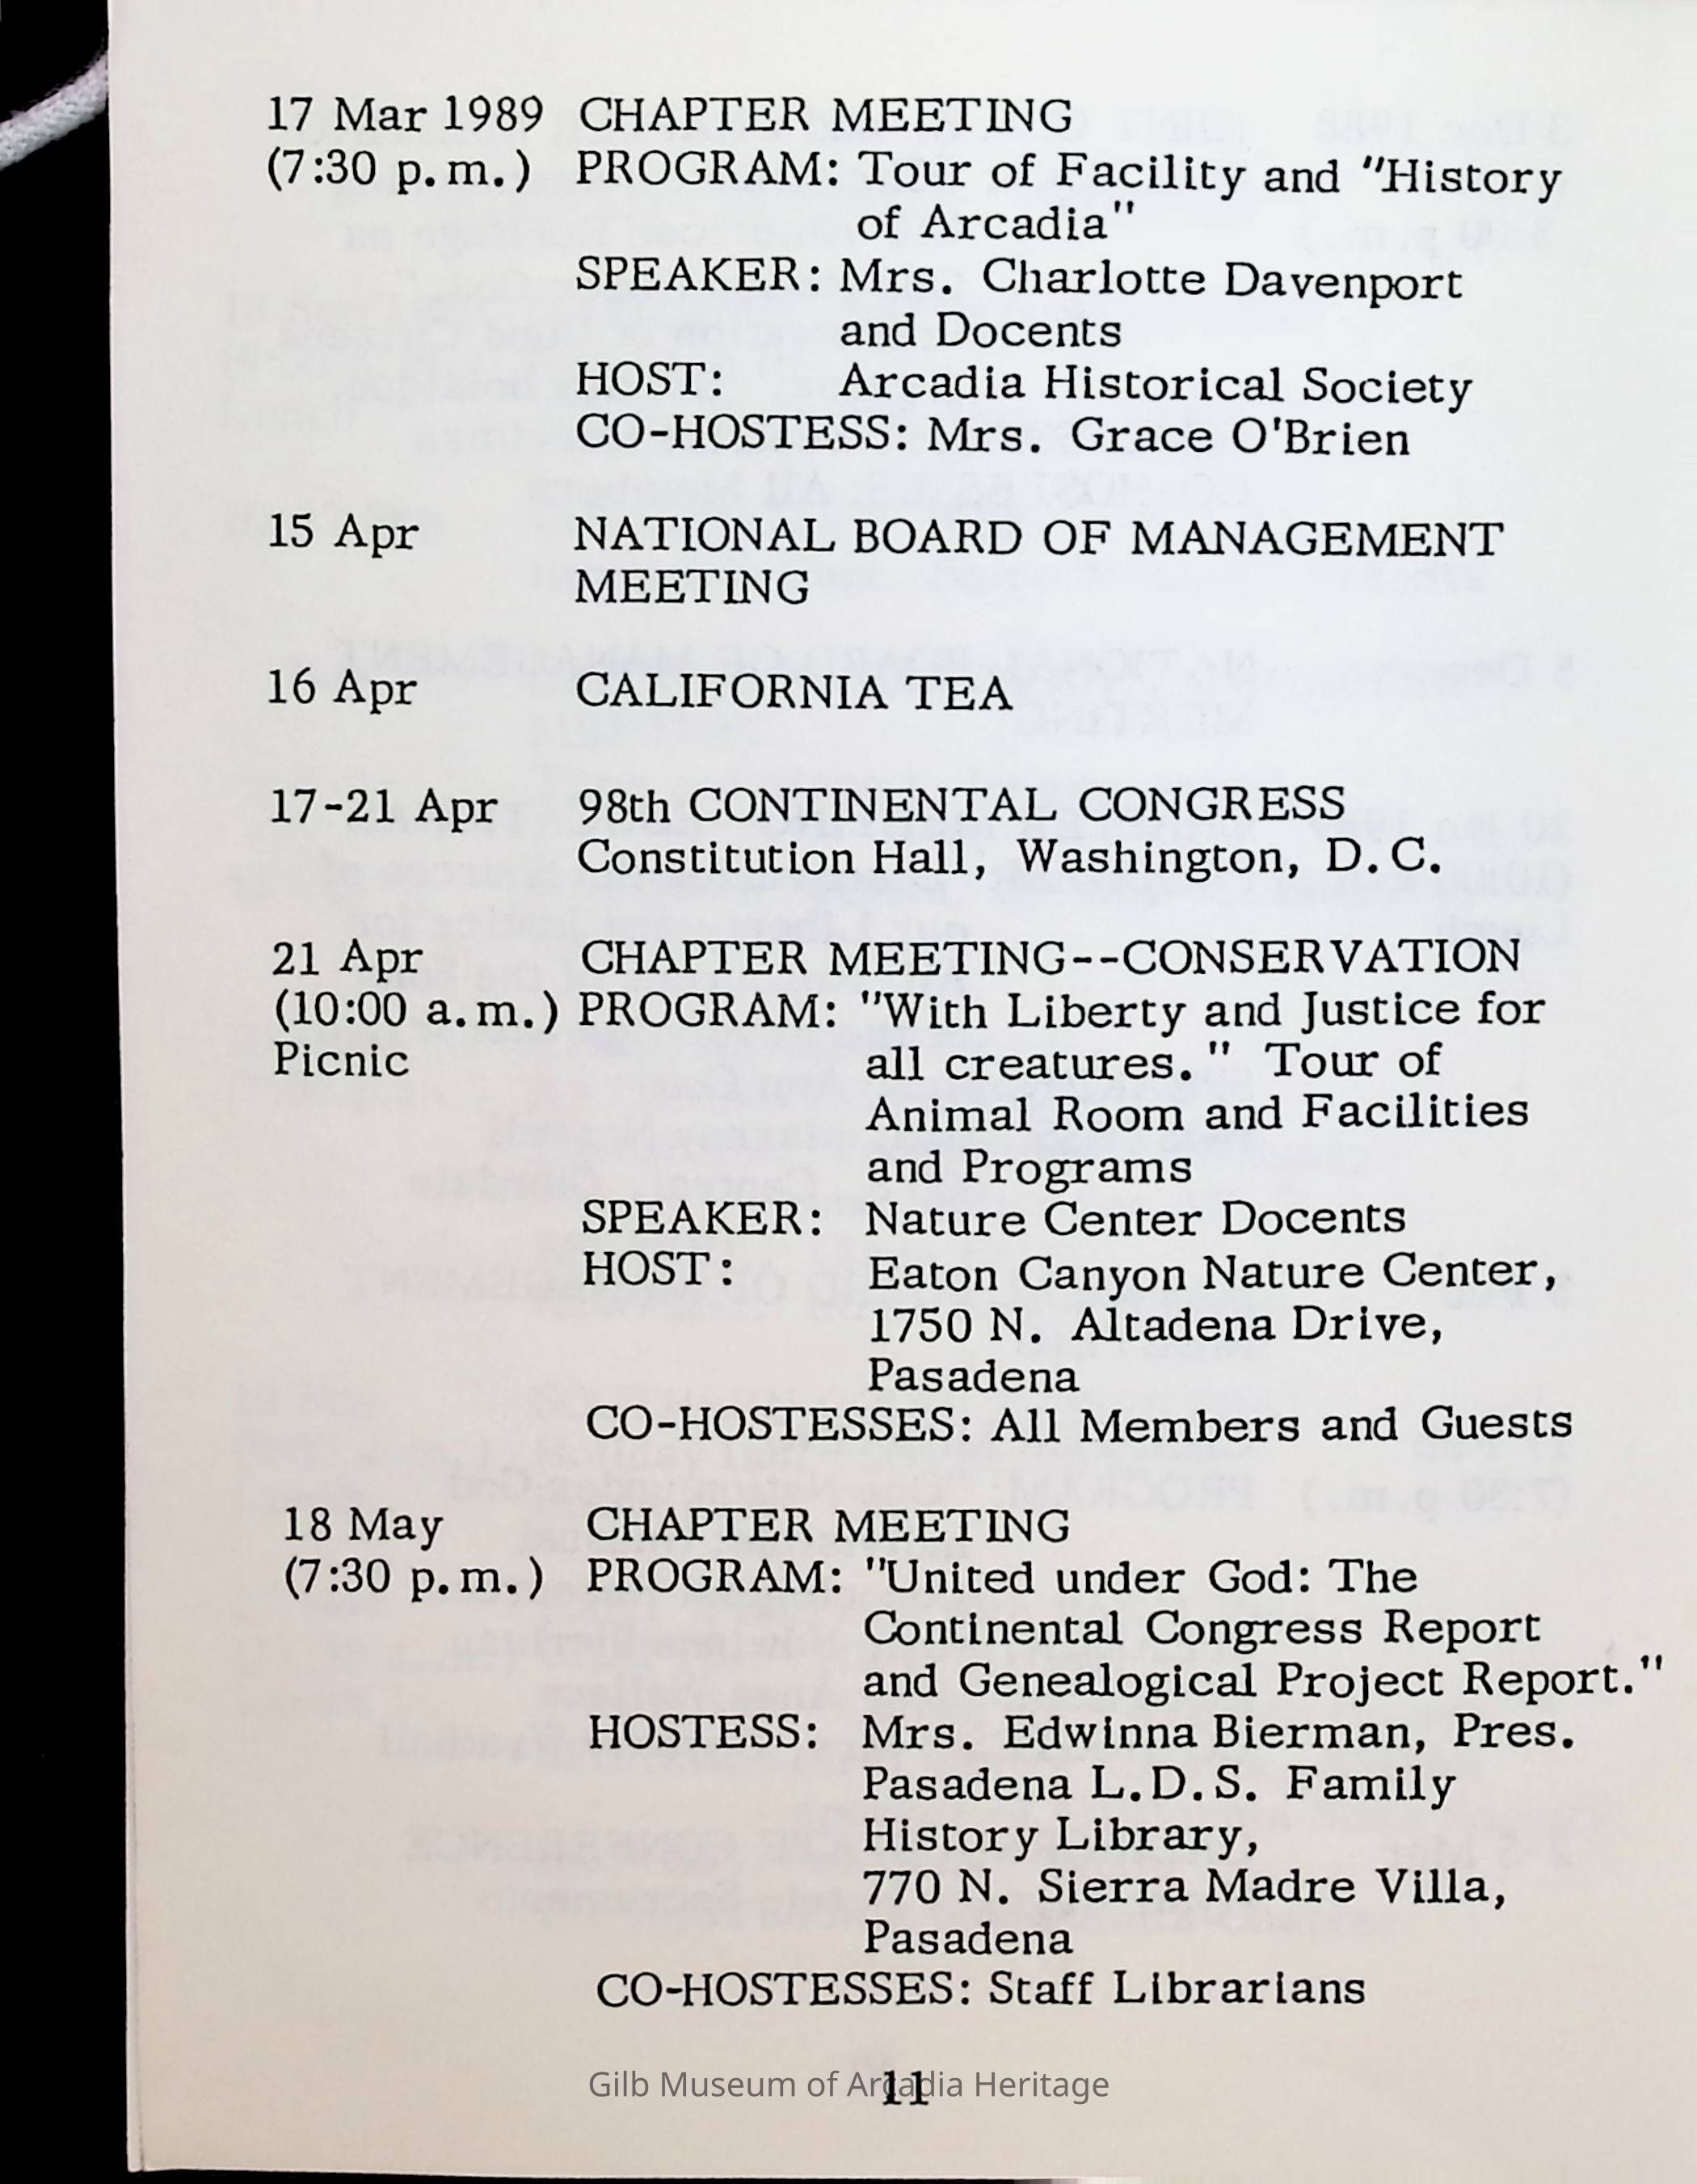 17 Mar 1989 CHAPTER MEETING
(7:30 p.m.) PROGRAM: Tour of Facility and "History
of Arcadia"
SPEAKER: Mrs. Charlotte Davenport
and Docents
HOST: Arcadia Historical Society
CO-HOSTESS: Mrs. Grace O'Brien
15 Apr NATIONAL BOARD OF MANAGEMENT
MEETING
16 Apr CALIFORNIA TEA
17-21 Apr 98th CONTINENTAL CONGRESS
Constitution Hall, Washington, D.C.
21 Apr CHAPTER MEETING--CONSERVATION
(10:00 a.m.) PROGRAM: "With Liberty and Justice for
Picnic all creatures." Tour of
Animal Room and Facilities
and Programs
SPEAKER: Nature Center Docents
HOST: Eaton Canyon Nature Center,
1750 N. Altadena Drive,
Pasadena
CO-HOSTESSES: All Members and Guests
18 May CHAPTER MEETING
(7:30 p.m.) PROGRAM: "United under God: The
Continental Congress Report
and Genealogical Project Report."
HOSTESS: Mrs. Edwinna Bierman, Pres.
Pasadena L.D.S. Family
History Library,
770 N. Sierra Madre Villa,
Pasadena
CO-HOSTESSES: Staff Librarians
11
Gilb Museum of Arcadia Heritage